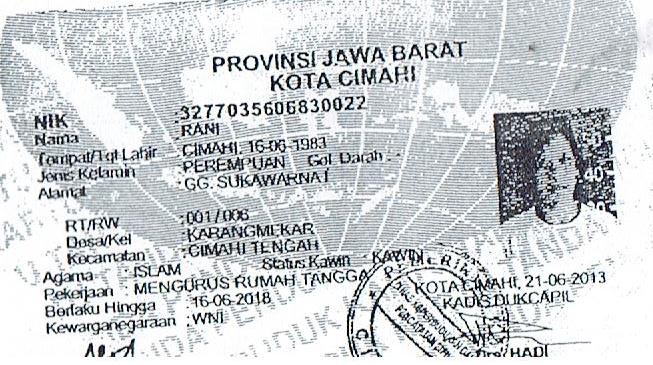 PROVINSI JAWA BARAT
KOTA CIMAHI
NIK : 3277035606830022
Nama : RANI
Tempat/Tgl Lahir : CIMAHI, 16-06-1983
Jenis Kelamin : PEREMPUAN Gol Darah : -
Alamat : GG. SUKAWARNA I
RT/RW : 001/006
Desa/Kel : KARANGMEKAR
Kecamatan : CIMAHI TENGAH
Agama : ISLAM Status Kawin : KAWIN
Pekerjaan : MENGURUS RUMAH TANGGA
Berlaku Hingga : 16-06-2018
Kewarganegaraan : WNI
KOTA CIMAHI, 21-06-2013
KADIS DUKCAPIL
HADI